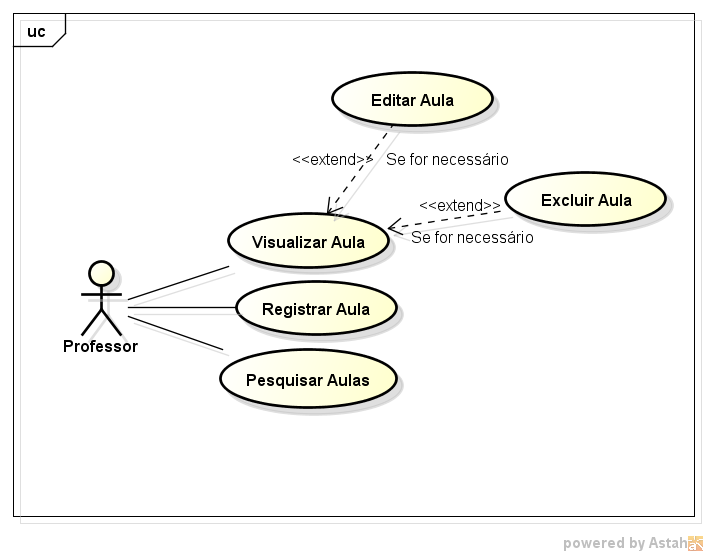 uc
Editar Aula
<<extend>>
Se for necessário
Excluir Aula
<<extend>>
Se for necessário
Visualizar Aula
Registrar Aula
Professor
Pesquisar Aulas
powered by Astah